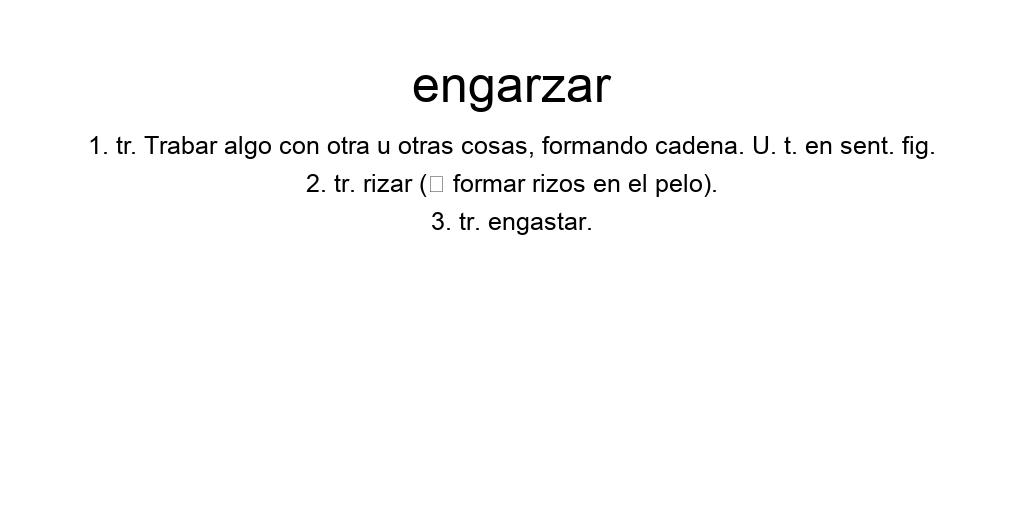 engarzar
1. tr. Trabar algo con otra u otras cosas, formando cadena. U. t. en sent. fig.
2. tr. rizar (□ formar rizos en el pelo).
3. tr. engastar.